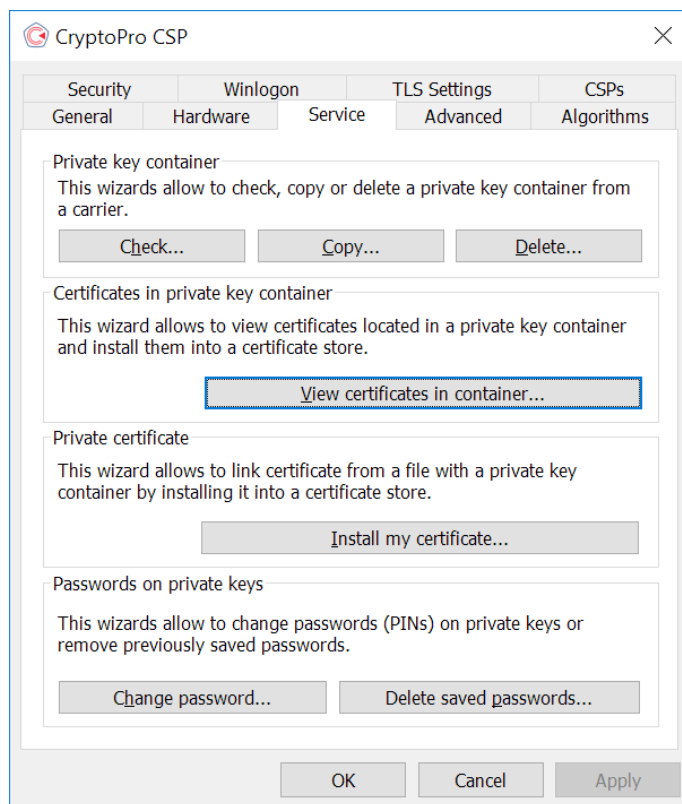 CryptoPro CSP
Security Winlogon TLS Settings CSPs
General Hardware Service Advanced Algorithms
Private key container
This wizards allow to check, copy or delete a private key container from
a carrier.
Check... Copy... Delete...
Certificates in private key container
This wizard allows to view certificates located in a private key container
and install them into a certificate store.
View certificates in container...
Private certificate
This wizard allows to link certificate from a file with a private key
container by installing it into a certificate store.
Install my certificate...
Passwords on private keys
This wizards allow to change passwords (PINs) on private keys or
remove previously saved passwords.
Change password... Delete saved passwords...
OK Cancel Apply